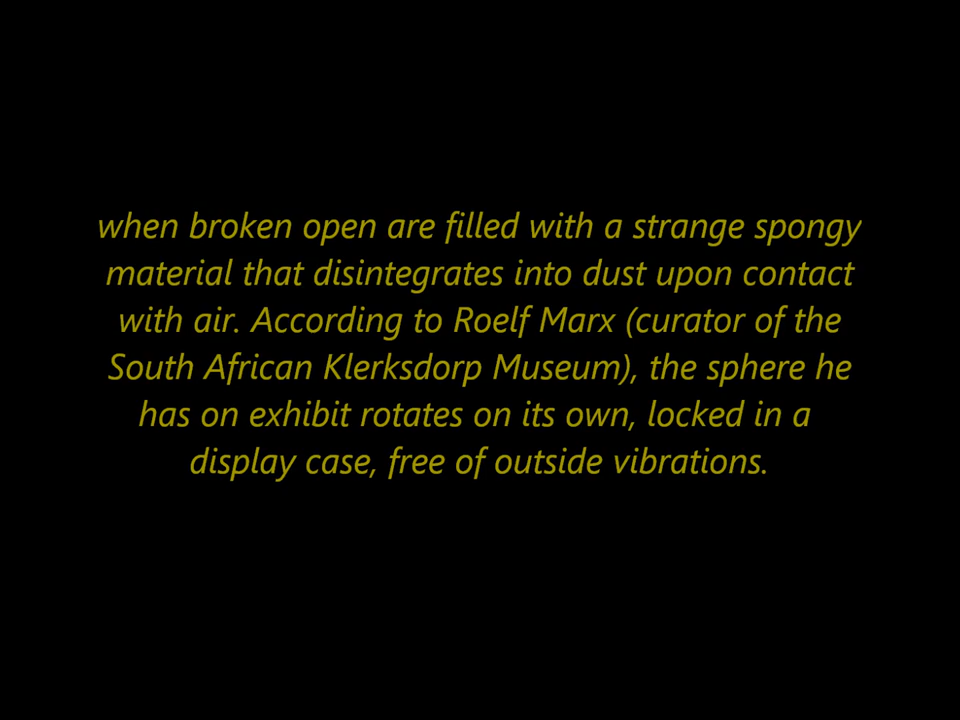 when broken open are filled with a strange spongy
material that disintegrates into dust upon contact
with air. According to Roelf Marx (curator of the
South African Klerksdorp Museum), the sphere he
has on exhibit rotates on its own, locked in a
display case, free of outside vibrations.